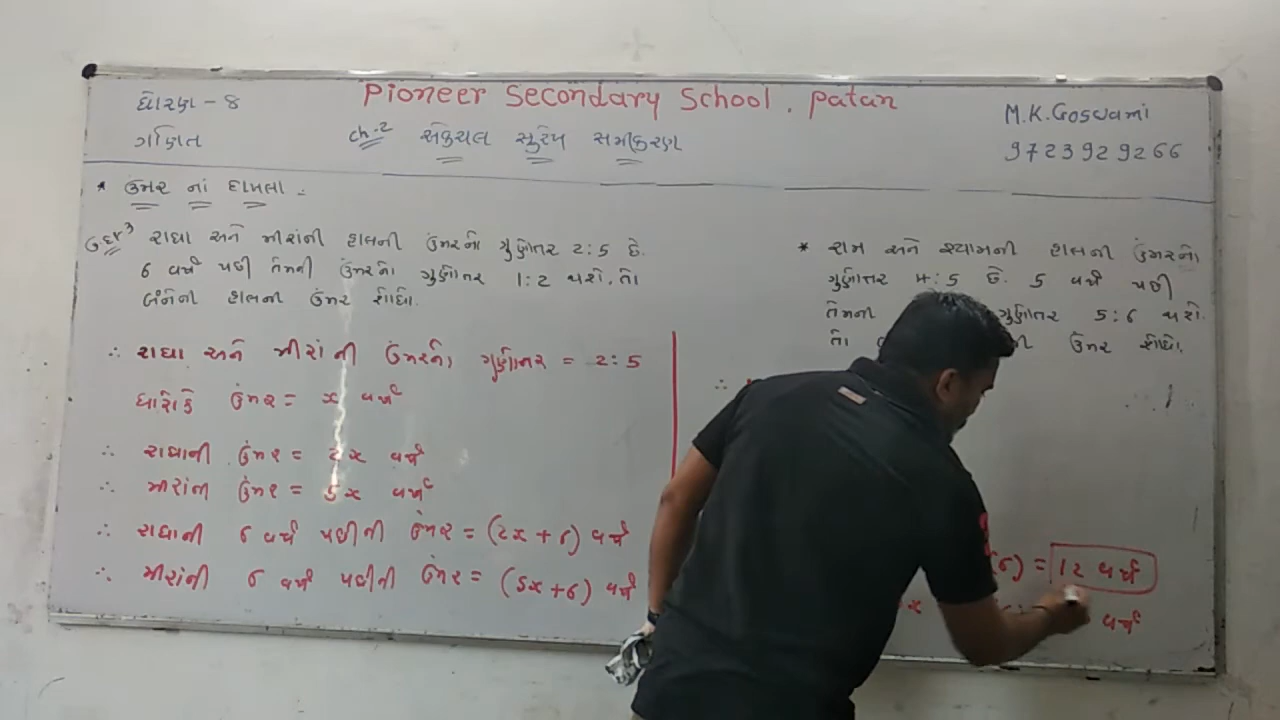 Pioneer Secondary School. Patan
ધોરણ - ૪
ગણિત
ch.2 એકચલ સુરેખ સમીકરણ
M.K.Goswami
9723929266
* ઉંમર નાં દાખલા :
ઉદા³ રાધા અને મીરાંની હાલની ઉંમરનો ગુણોત્તર 2:5 છે.
6 વર્ષ પછી તેમની ઉંમરનો ગુણોત્તર 1:2 થશે. તો
બંનેની હાલની ઉંમર શોધો.
∴ રાધા અને મીરાં ની ઉંમરનો ગુણોત્તર = 2:5
ધારોકે ઉંમર = x વર્ષ
∴ રાધાની ઉંમર = 2x વર્ષ
∴ મીરાંની ઉંમર = 5x વર્ષ
∴ રાધાની 6 વર્ષ પછીની ઉંમર = (2x + 6) વર્ષ
∴ મીરાંની 6 વર્ષ પછીની ઉંમર = (5x + 6) વર્ષ
* રામ અને શ્યામની હાલની ઉંમરનો
ગુણોત્તર 4:5 છે. 5 વર્ષ પછી
તેમની ગુણોત્તર 5:6 થશે.
તો ઉંમર શોધો.
(6) = 12 વર્ષ
x વર્ષ